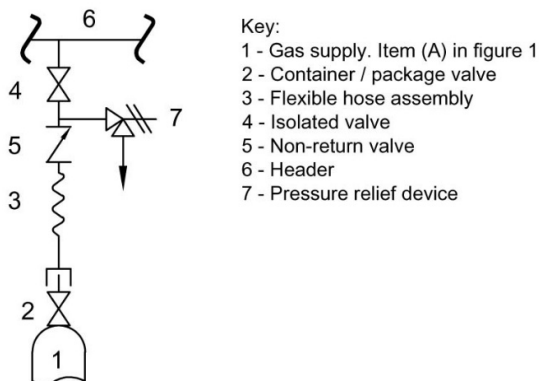 6
4
7
5
3
2
1
Key:
1 - Gas supply. Item (A) in figure 1
2 - Container / package valve
3 - Flexible hose assembly
4 - Isolated valve
5 - Non-return valve
6 - Header
7 - Pressure relief device